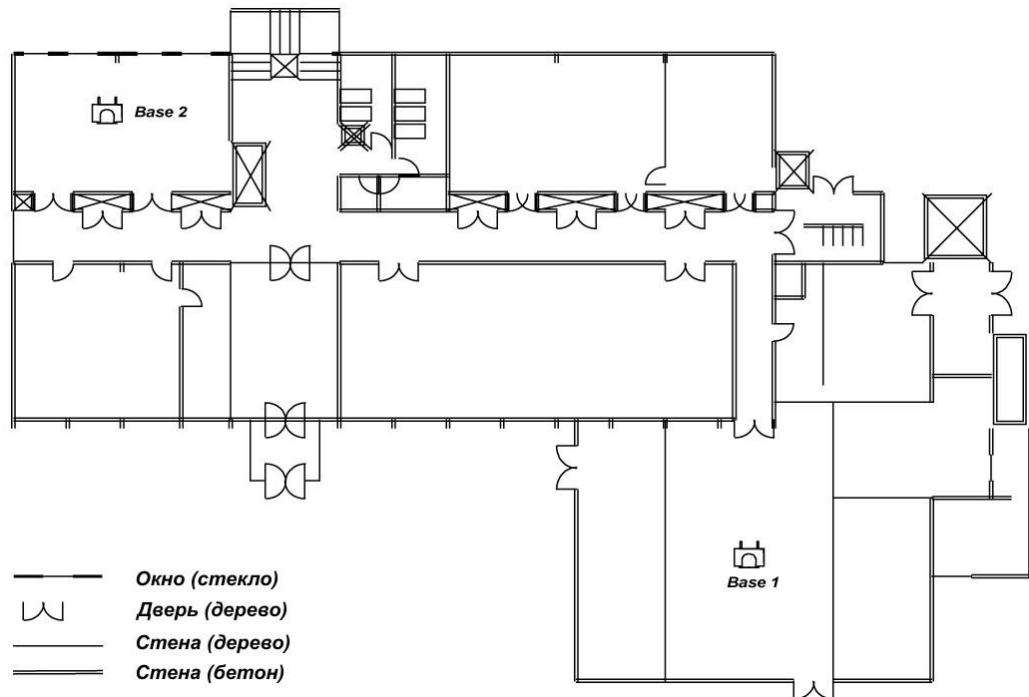 Base 2
Base 1
Окно (стекло)
Дверь (дерево)
Стена (дерево)
Стена (бетон)